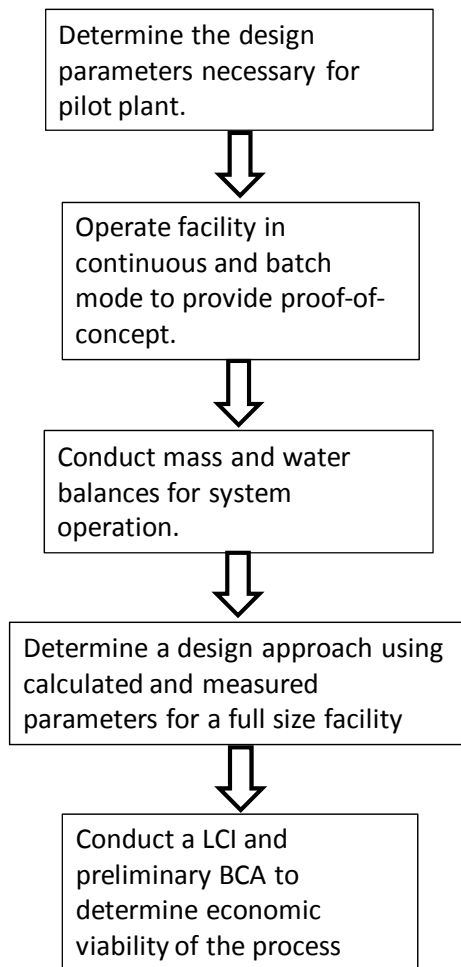 Determine the design
parameters necessary for
pilot plant.
Operate facility in
continuous and batch
mode to provide proof-of-
concept.
Conduct mass and water
balances for system
operation.
Determine a design approach using
calculated and measured
parameters for a full size facility
Conduct a LCI and
preliminary BCA to
determine economic
viability of the process